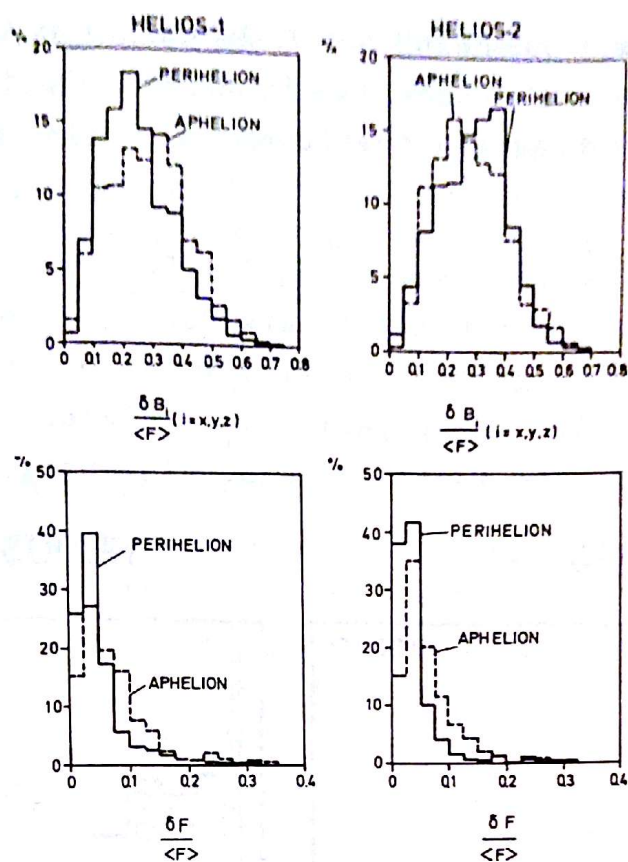 HELIOS-1
%
20
PERIHELION
APHELION
15
10
5
0
0 0.1 0.2 0.3 0.4 0.5 0.6 0.7 0.8
δ Bi (i = x,y,z)
<F>
HELIOS-2
%
20
APHELION
PERIHELION
15
10
5
0
0 0.1 0.2 0.3 0.4 0.5 0.6 0.7 0.8
δ Bi (i = x,y,z)
<F>
%
50
40
PERIHELION
30
20
APHELION
10
0
0 0.1 0.2 0.3 0.4
δ F
<F>
%
50
40
PERIHELION
30
20
APHELION
10
0
0 0.1 0.2 0.3 0.4
δ F
<F>